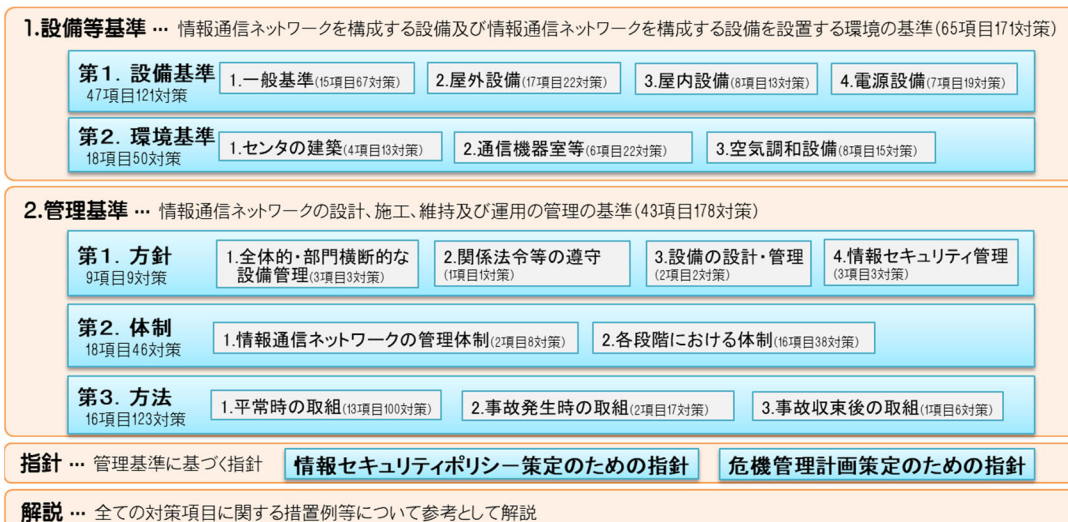 1.設備等基準 … 情報通信ネットワークを構成する設備及び情報通信ネットワークを構成する設備を設置する環境の基準(65項目171対策)
第1. 設備基準
47項目121対策
1.一般基準(15項目67対策)
2.屋外設備(17項目22対策)
3.屋内設備(8項目13対策)
4.電源設備(7項目19対策)
第2. 環境基準
18項目50対策
1.センタの建築(4項目13対策)
2.通信機器室等(6項目22対策)
3.空気調和設備(8項目15対策)
2.管理基準 … 情報通信ネットワークの設計、施工、維持及び運用の管理の基準(43項目178対策)
第1. 方針
9項目9対策
1.全体的・部門横断的な
設備管理(3項目3対策)
2.関係法令等の遵守
(1項目1対策)
3.設備の設計・管理
(2項目2対策)
4.情報セキュリティ管理
(3項目3対策)
第2. 体制
18項目46対策
1.情報通信ネットワークの管理体制(2項目8対策)
2.各段階における体制(16項目38対策)
第3. 方法
16項目123対策
1.平常時の取組(13項目100対策)
2.事故発生時の取組(2項目17対策)
3.事故収束後の取組(1項目6対策)
指針 … 管理基準に基づく指針
情報セキュリティポリシー策定のための指針
危機管理計画策定のための指針
解説 … 全ての対策項目に関する措置例等について参考として解説